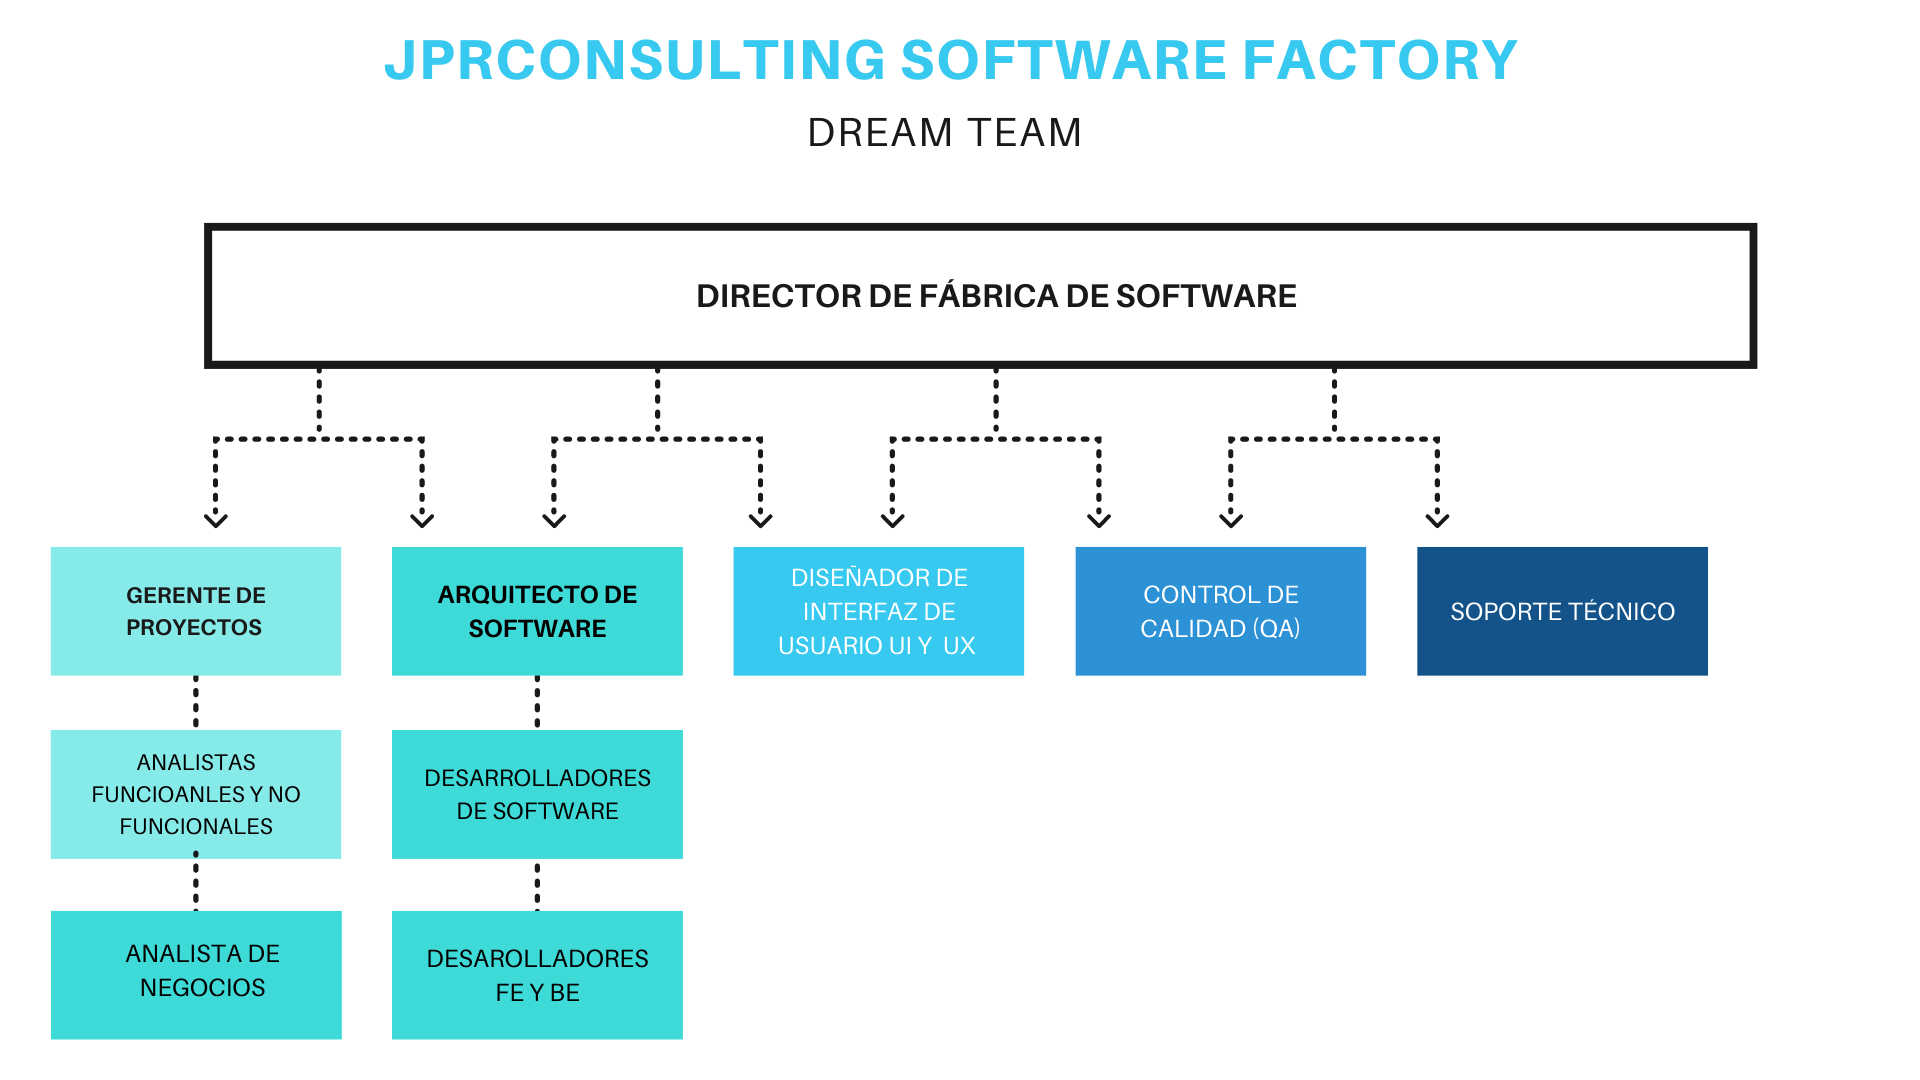 JPRCONSULTING SOFTWARE FACTORY
DREAM TEAM
DIRECTOR DE FÁBRICA DE SOFTWARE
GERENTE DE
PROYECTOS
ARQUITECTO DE
SOFTWARE
DISEÑADOR DE
INTERFAZ DE
USUARIO UI Y  UX
CONTROL DE
CALIDAD (QA)
SOPORTE TÉCNICO
ANALISTAS
FUNCIOANLES Y NO
FUNCIONALES
DESARROLLADORES
DE SOFTWARE
ANALISTA DE
NEGOCIOS
DESAROLLADORES
FE Y BE